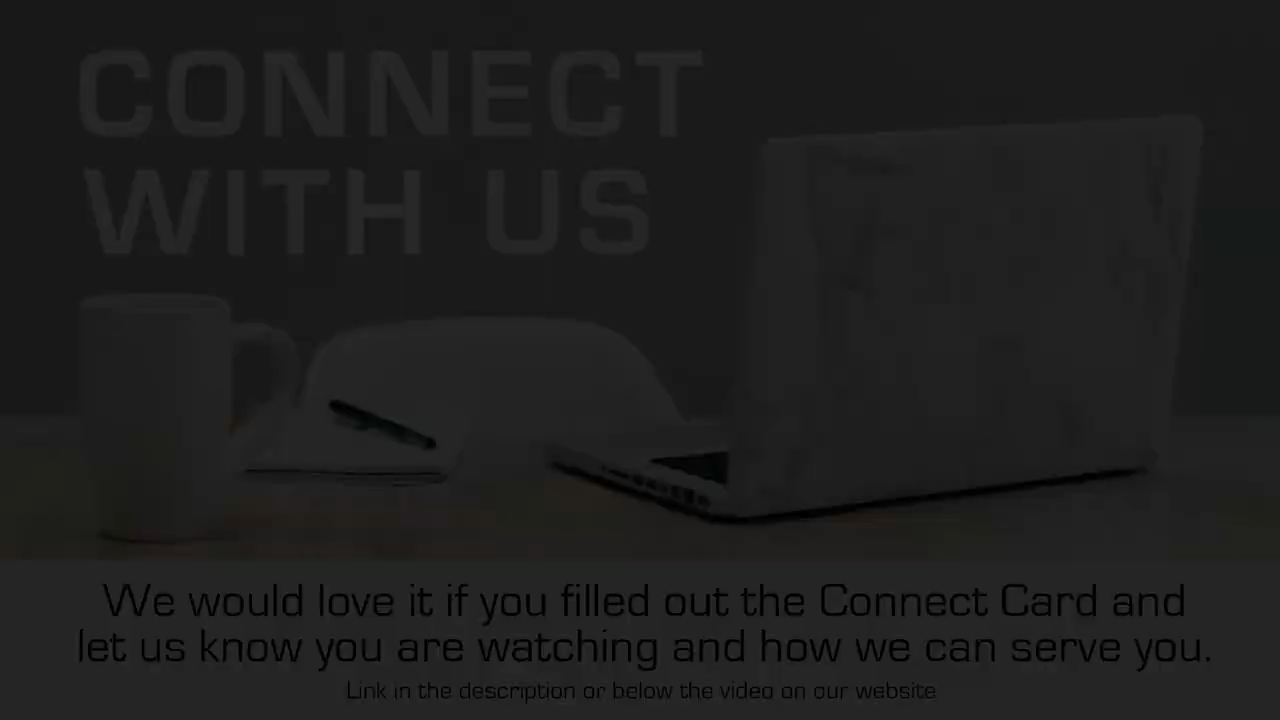 CONNECT
WITH US
We would love it if you filled out the Connect Card and
let us know you are watching and how we can serve you.
Link in the description or below the video on our website